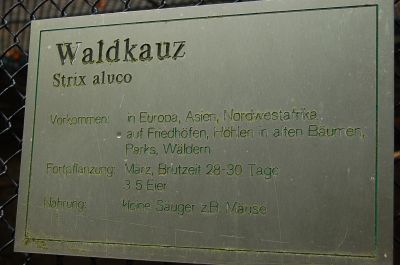 Waldkauz
Strix aluco
Vorkommen: in Europa, Asien, Nordwestafrika
auf Friedhöfen, Höhlen in alten Bäumen,
Parks, Wäldern
Fortpflanzung: März, Brutzeit 28-30 Tage
3-5 Eier
Nahrung: kleine Säuger z.B. Mäuse